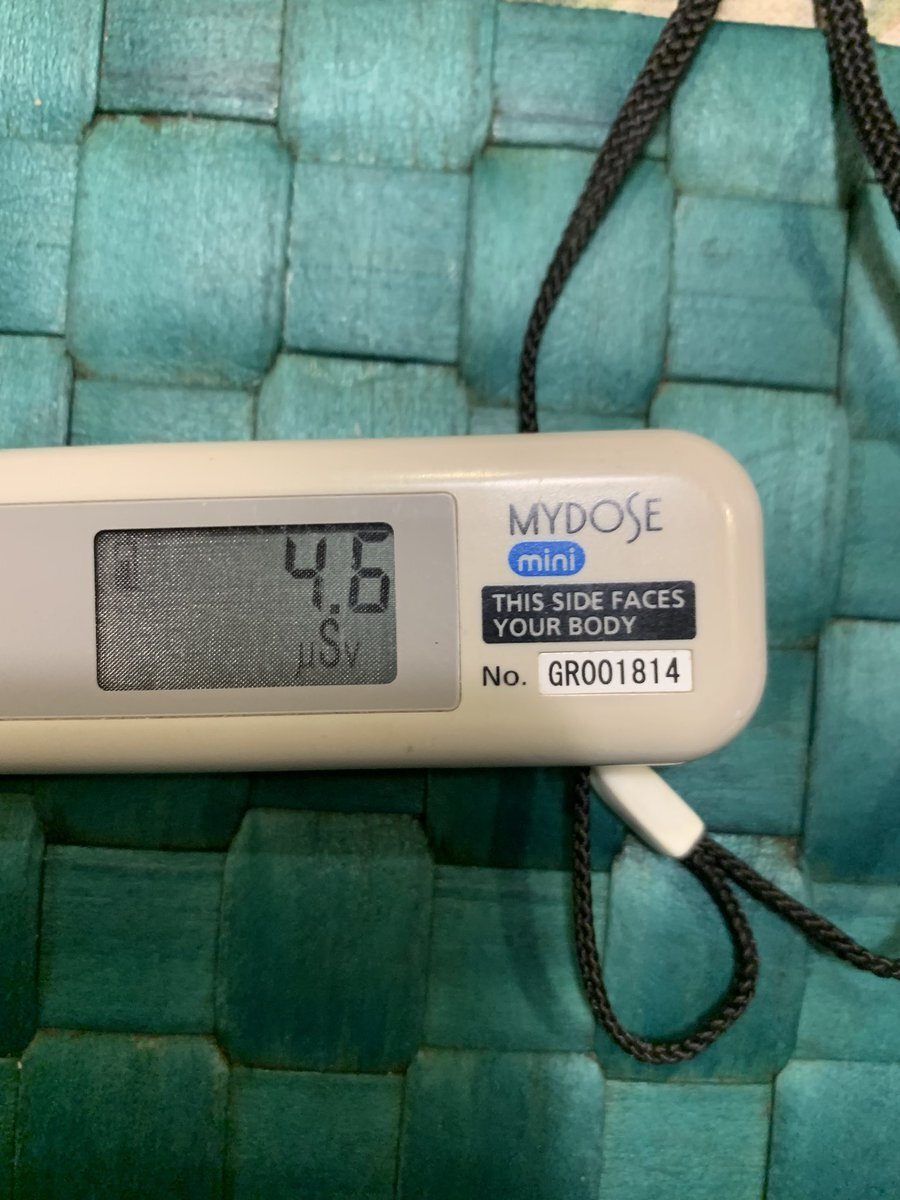 4.6
μSv
MYDOSE
mini
THIS SIDE FACES
YOUR BODY
No. GR001814